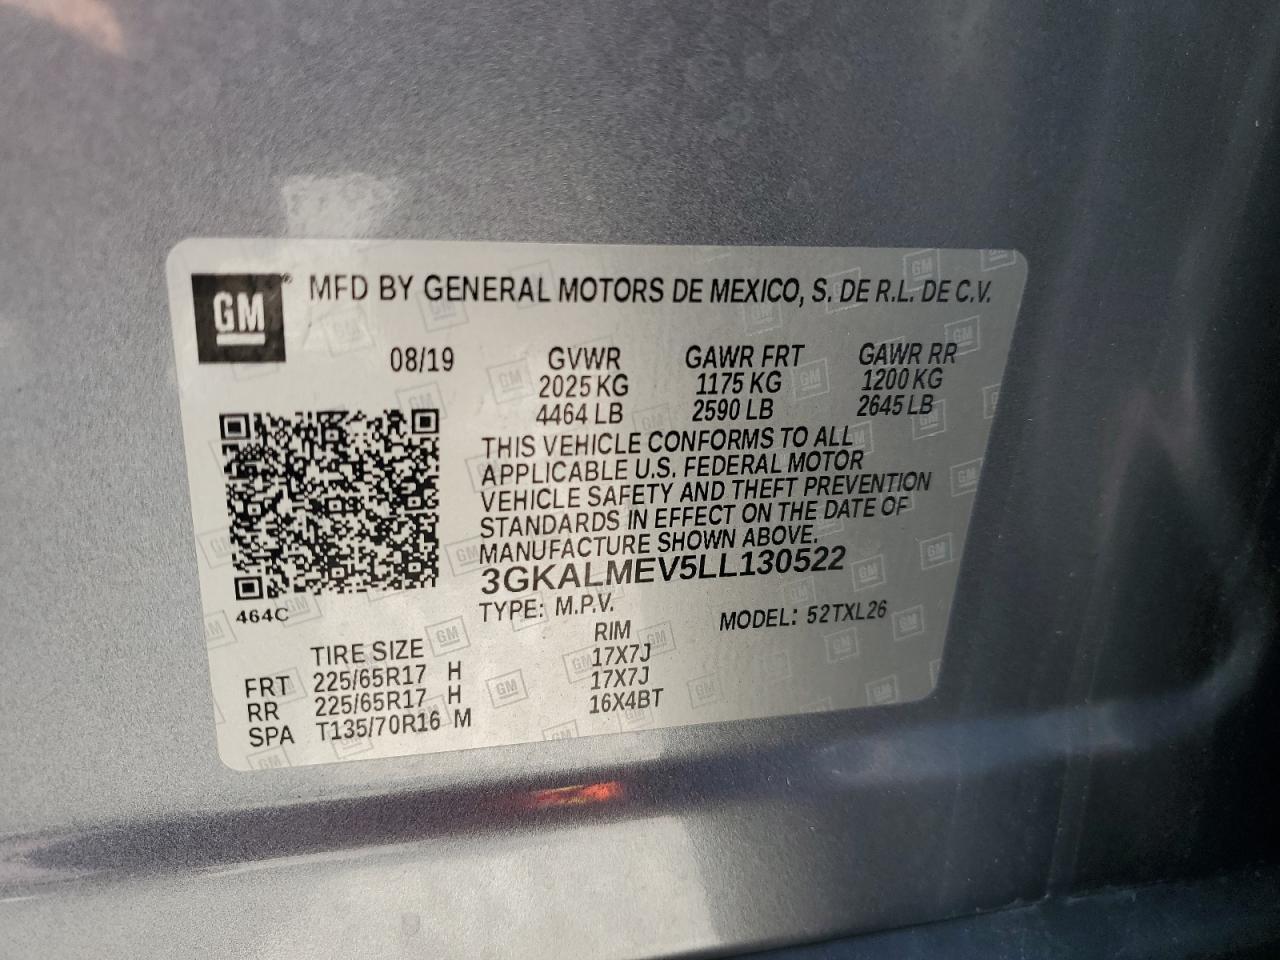 GM® MFD BY GENERAL MOTORS DE MEXICO, S. DE R.L. DE C.V.
08/19 GVWR GAWR FRT GAWR RR
2025 KG 1175 KG 1200 KG
4464 LB 2590 LB 2645 LB
THIS VEHICLE CONFORMS TO ALL
APPLICABLE U.S. FEDERAL MOTOR
VEHICLE SAFETY AND THEFT PREVENTION
STANDARDS IN EFFECT ON THE DATE OF
MANUFACTURE SHOWN ABOVE.
3GKALMEV5LL130522
464C TYPE: M.P.V. MODEL: 52TXL26
TIRE SIZE RIM
FRT 225/65R17 H 17X7J
RR 225/65R17 H 17X7J
SPA T135/70R16 M 16X4BT